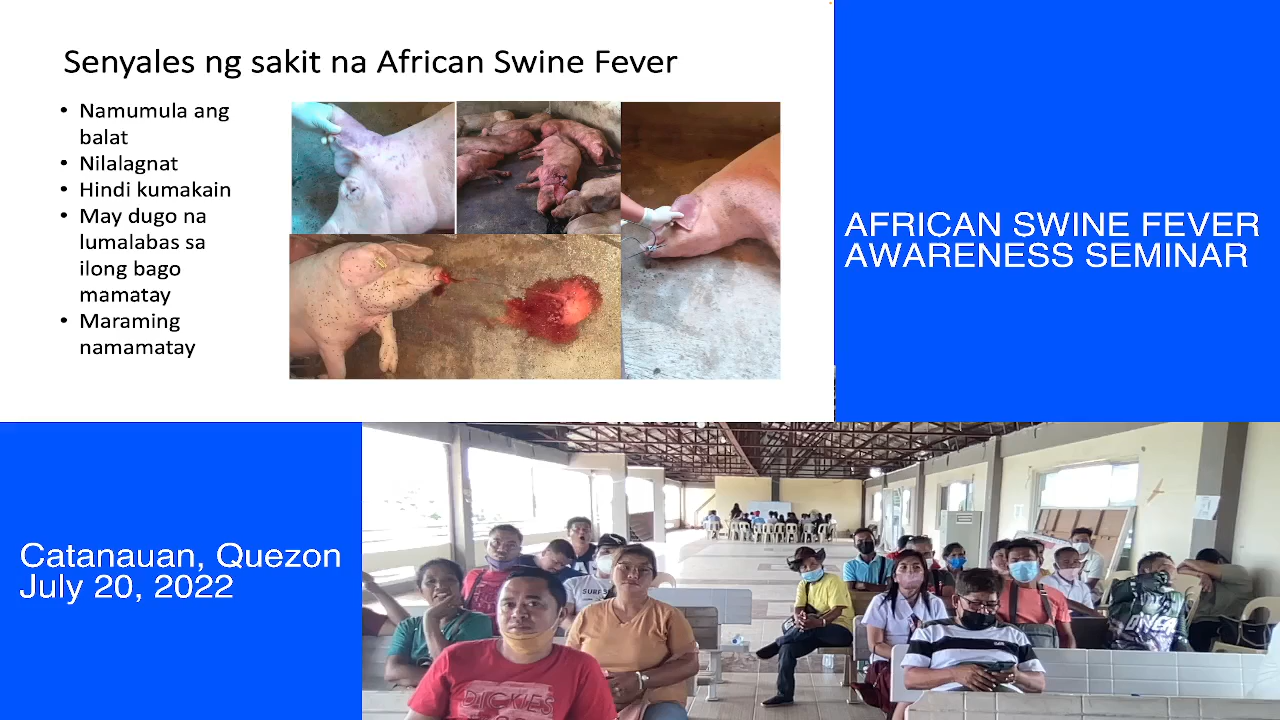 Senyales ng sakit na African Swine Fever
• Namumula ang
balat
• Nilalagnat
• Hindi kumakain
• May dugo na
lumalabas sa
ilong bago
mamatay
• Maraming
namamatay
AFRICAN SWINE FEVER
AWARENESS SEMINAR
Catanauan, Quezon
July 20, 2022
DICKIES